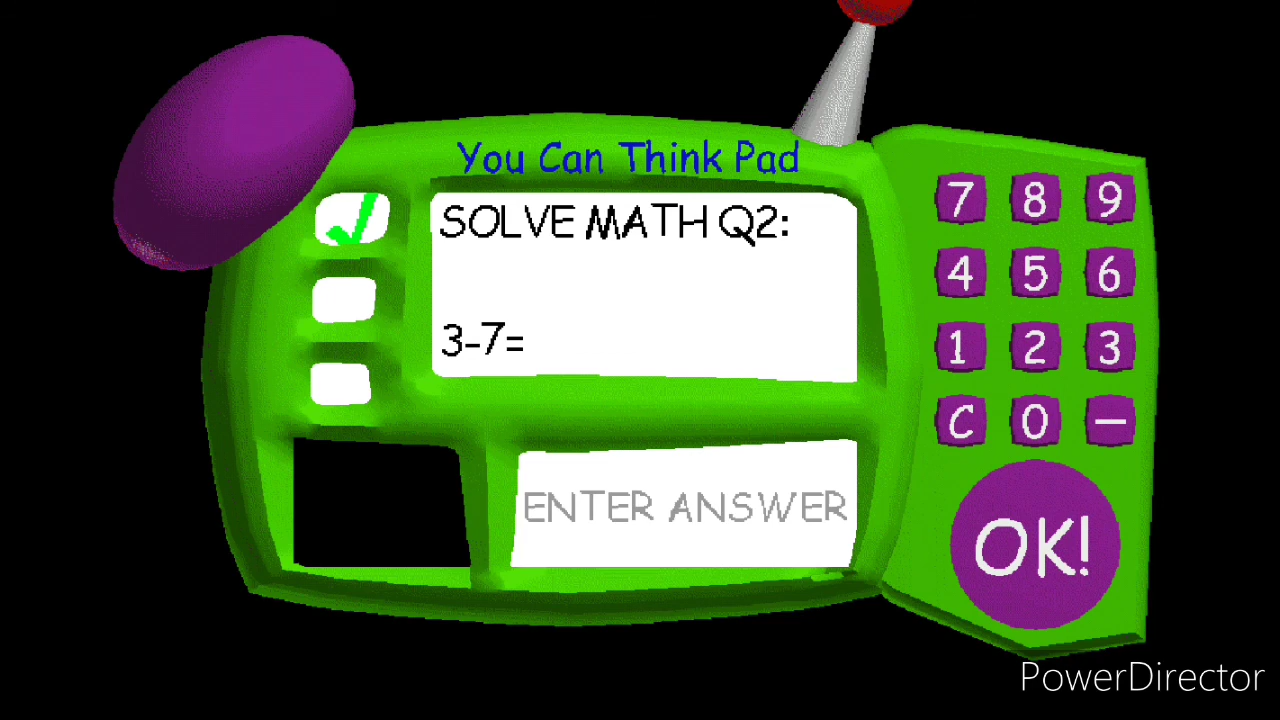 You Can Think Pad
SOLVE MATH Q2:
3-7=
ENTER ANSWER
7 8 9
4 5 6
1 2 3
C 0 −
OK!
PowerDirector